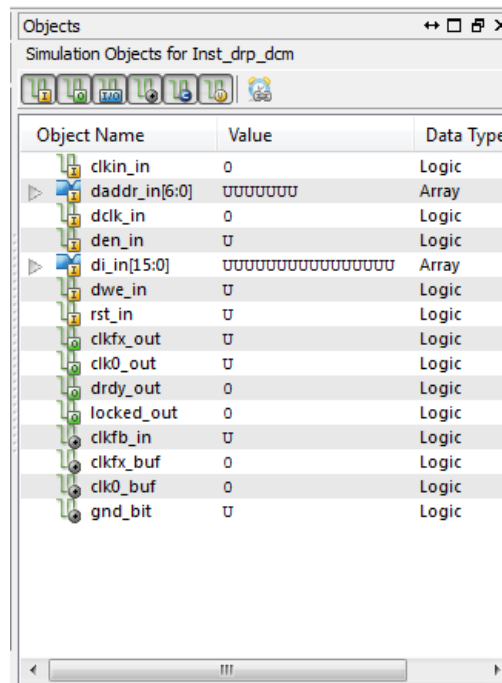 Objects
Simulation Objects for Inst_drp_dcm
Object Name Value Data Type
clkin_in 0 Logic
daddr_in[6:0] UUUUUUU Array
dclk_in 0 Logic
den_in U Logic
di_in[15:0] UUUUUUUUUUUUUUUU Array
dwe_in U Logic
rst_in U Logic
clkfx_out U Logic
clk0_out U Logic
drdy_out 0 Logic
locked_out 0 Logic
clkfb_in U Logic
clkfx_buf 0 Logic
clk0_buf 0 Logic
gnd_bit U Logic